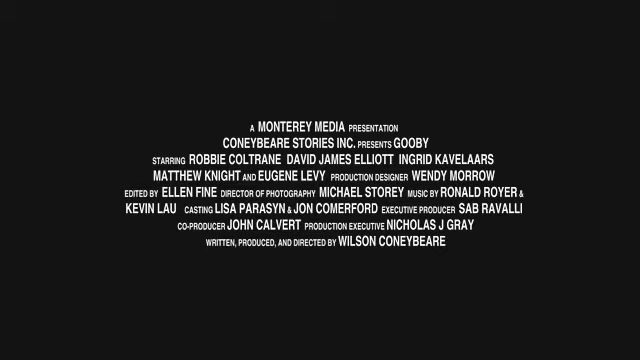 A MONTEREY MEDIA PRESENTATION
CONEYBEARE STORIES INC. PRESENTS GOOBY
STARRING ROBBIE COLTRANE DAVID JAMES ELLIOTT INGRID KAVELAARS
MATTHEW KNIGHT AND EUGENE LEVY PRODUCTION DESIGNER WENDY MORROW
EDITED BY ELLEN FINE DIRECTOR OF PHOTOGRAPHY MICHAEL STOREY MUSIC BY RONALD ROYER &
KEVIN LAU CASTING LISA PARASYN & JON COMERFORD EXECUTIVE PRODUCER SAB RAVALLI
CO-PRODUCER JOHN CALVERT PRODUCTION EXECUTIVE NICHOLAS J GRAY
WRITTEN, PRODUCED, AND DIRECTED BY WILSON CONEYBEARE